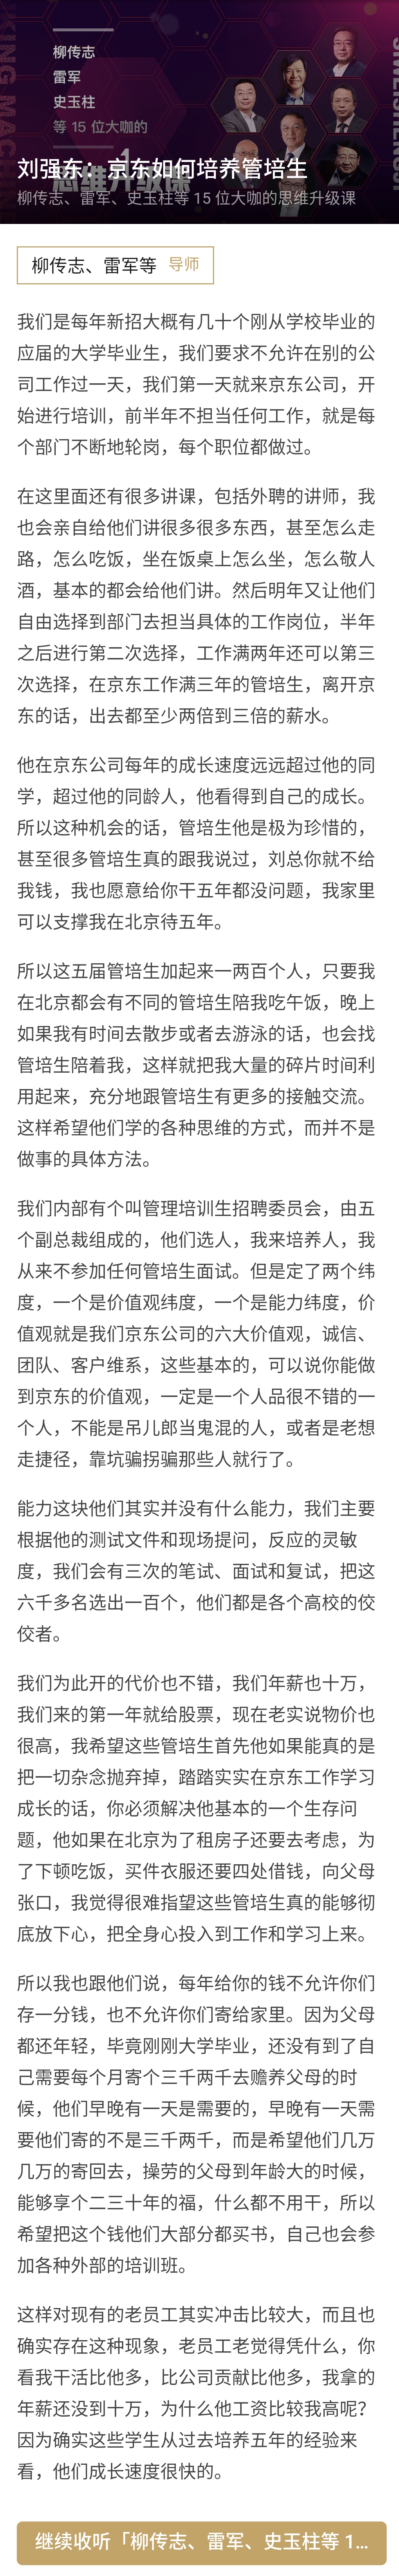 柳传志
雷军
史玉柱
等 15 位大咖的
思维升级课
刘强东：京东如何培养管培生
柳传志、雷军、史玉柱等 15 位大咖的思维升级课
柳传志、雷军等 导师
我们是每年新招大概有几十个刚从学校毕业的
应届的大学毕业生，我们要求不允许在别的公
司工作过一天，我们第一天就来京东公司，开
始进行培训，前半年不担当任何工作，就是每
个部门不断地轮岗，每个职位都做过。
在这里面还有很多讲课，包括外聘的讲师，我
也会亲自给他们讲很多很多东西，甚至怎么走
路，怎么吃饭，坐在饭桌上怎么坐，怎么敬人
酒，基本的都会给他们讲。然后明年又让他们
自由选择到部门去担当具体的工作岗位，半年
之后进行第二次选择，工作满两年还可以第三
次选择，在京东工作满三年的管培生，离开京
东的话，出去都至少两倍到三倍的薪水。
他在京东公司每年的成长速度远远超过他的同
学，超过他的同龄人，他看得到自己的成长。
所以这种机会的话，管培生他是极为珍惜的，
甚至很多管培生真的跟我说过，刘总你就不给
我钱，我也愿意给你干五年都没问题，我家里
可以支撑我在北京待五年。
所以这五届管培生加起来一两百个人，只要我
在北京都会有不同的管培生陪我吃午饭，晚上
如果我有时间去散步或者去游泳的话，也会找
管培生陪着我，这样就把我大量的碎片时间利
用起来，充分地跟管培生有更多的接触交流。
这样希望他们学的各种思维的方式，而并不是
做事的具体方法。
我们内部有个叫管理培训生招聘委员会，由五
个副总裁组成的，他们选人，我来培养人，我
从来不参加任何管培生面试。但是定了两个纬
度，一个是价值观纬度，一个是能力纬度，价
值观就是我们京东公司的六大价值观，诚信、
团队、客户维系，这些基本的，可以说你能做
到京东的价值观，一定是一个人品很不错的一
个人，不能是吊儿郎当鬼混的人，或者是老想
走捷径，靠坑骗拐骗那些人就行了。
能力这块他们其实并没有什么能力，我们主要
根据他的测试文件和现场提问，反应的灵敏
度，我们会有三次的笔试、面试和复试，把这
六千多名选出一百个，他们都是各个高校的佼
佼者。
我们为此开的代价也不错，我们年薪也十万，
我们来的第一年就给股票，现在老实说物价也
很高，我希望这些管培生首先他如果能真的是
把一切杂念抛弃掉，踏踏实实在京东工作学习
成长的话，你必须解决他基本的一个生存问
题，他如果在北京为了租房子还要去考虑，为
了下顿吃饭，买件衣服还要四处借钱，向父母
张口，我觉得很难指望这些管培生真的能够彻
底放下心，把全身心投入到工作和学习上来。
所以我也跟他们说，每年给你的钱不允许你们
存一分钱，也不允许你们寄给家里。因为父母
都还年轻，毕竟刚刚大学毕业，还没有到了自
己需要每个月寄个三千两千去赡养父母的时
候，他们早晚有一天是需要的，早晚有一天需
要他们寄的不是三千两千，而是希望他们几万
几万的寄回去，操劳的父母到年龄大的时候，
能够享个二三十年的福，什么都不用干，所以
希望把这个钱他们大部分都买书，自己也会参
加各种外部的培训班。
这样对现有的老员工其实冲击比较大，而且也
确实存在这种现象，老员工老觉得凭什么，你
看我干活比他多，比公司贡献比他多，我拿的
年薪还没到十万，为什么他工资比较我高呢？
因为确实这些学生从过去培养五年的经验来
看，他们成长速度很快的。
继续收听「柳传志、雷军、史玉柱等 1...